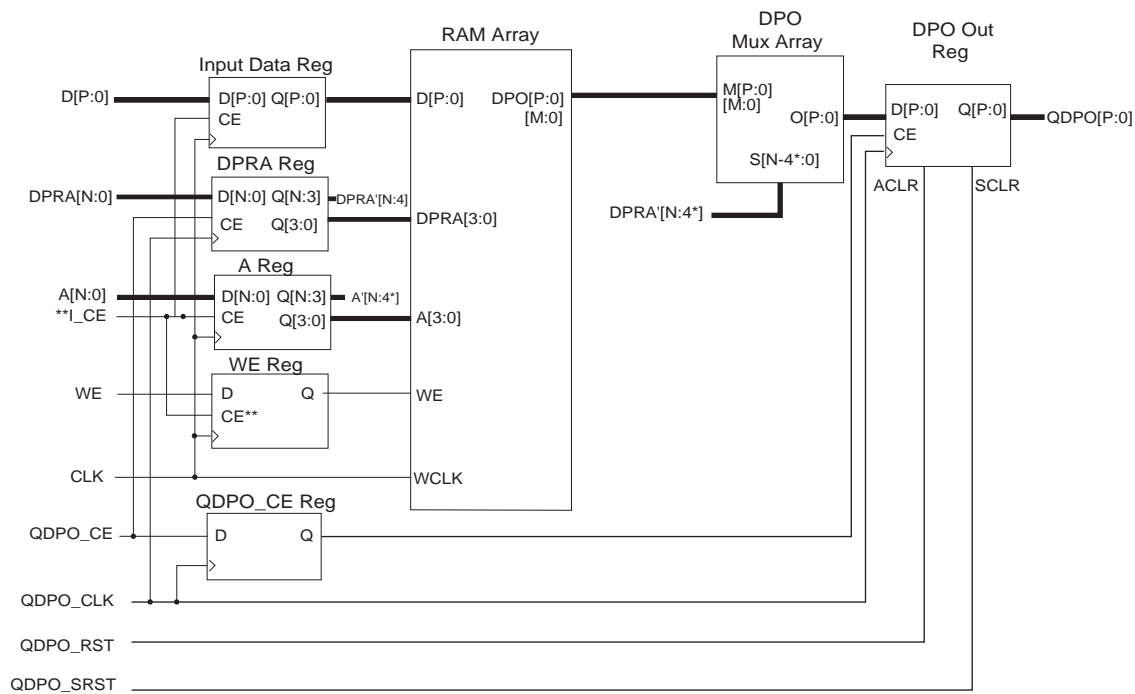 RAM Array
DPO
Mux Array
DPO Out
Reg
Input Data Reg
D[P:0]
D[P:0] Q[P:0]
CE
D[P:0]
DPO[P:0]
[M:0]
M[P:0]
[M:0]
O[P:0]
S[N-4*:0]
D[P:0] Q[P:0]
CE
QDPO[P:0]
ACLR
SCLR
DPRA Reg
DPRA[N:0]
D[N:0] Q[N:3]
DPRA'[N:4]
CE
Q[3:0]
DPRA[3:0]
DPRA'[N:4*]
A Reg
A[N:0]
D[N:0] Q[N:3]
A'[N:4*]
**I_CE
CE
Q[3:0]
A[3:0]
WE Reg
WE
D Q
WE
CE**
CLK
WCLK
QDPO_CE Reg
QDPO_CE
D Q
QDPO_CLK
QDPO_RST
QDPO_SRST